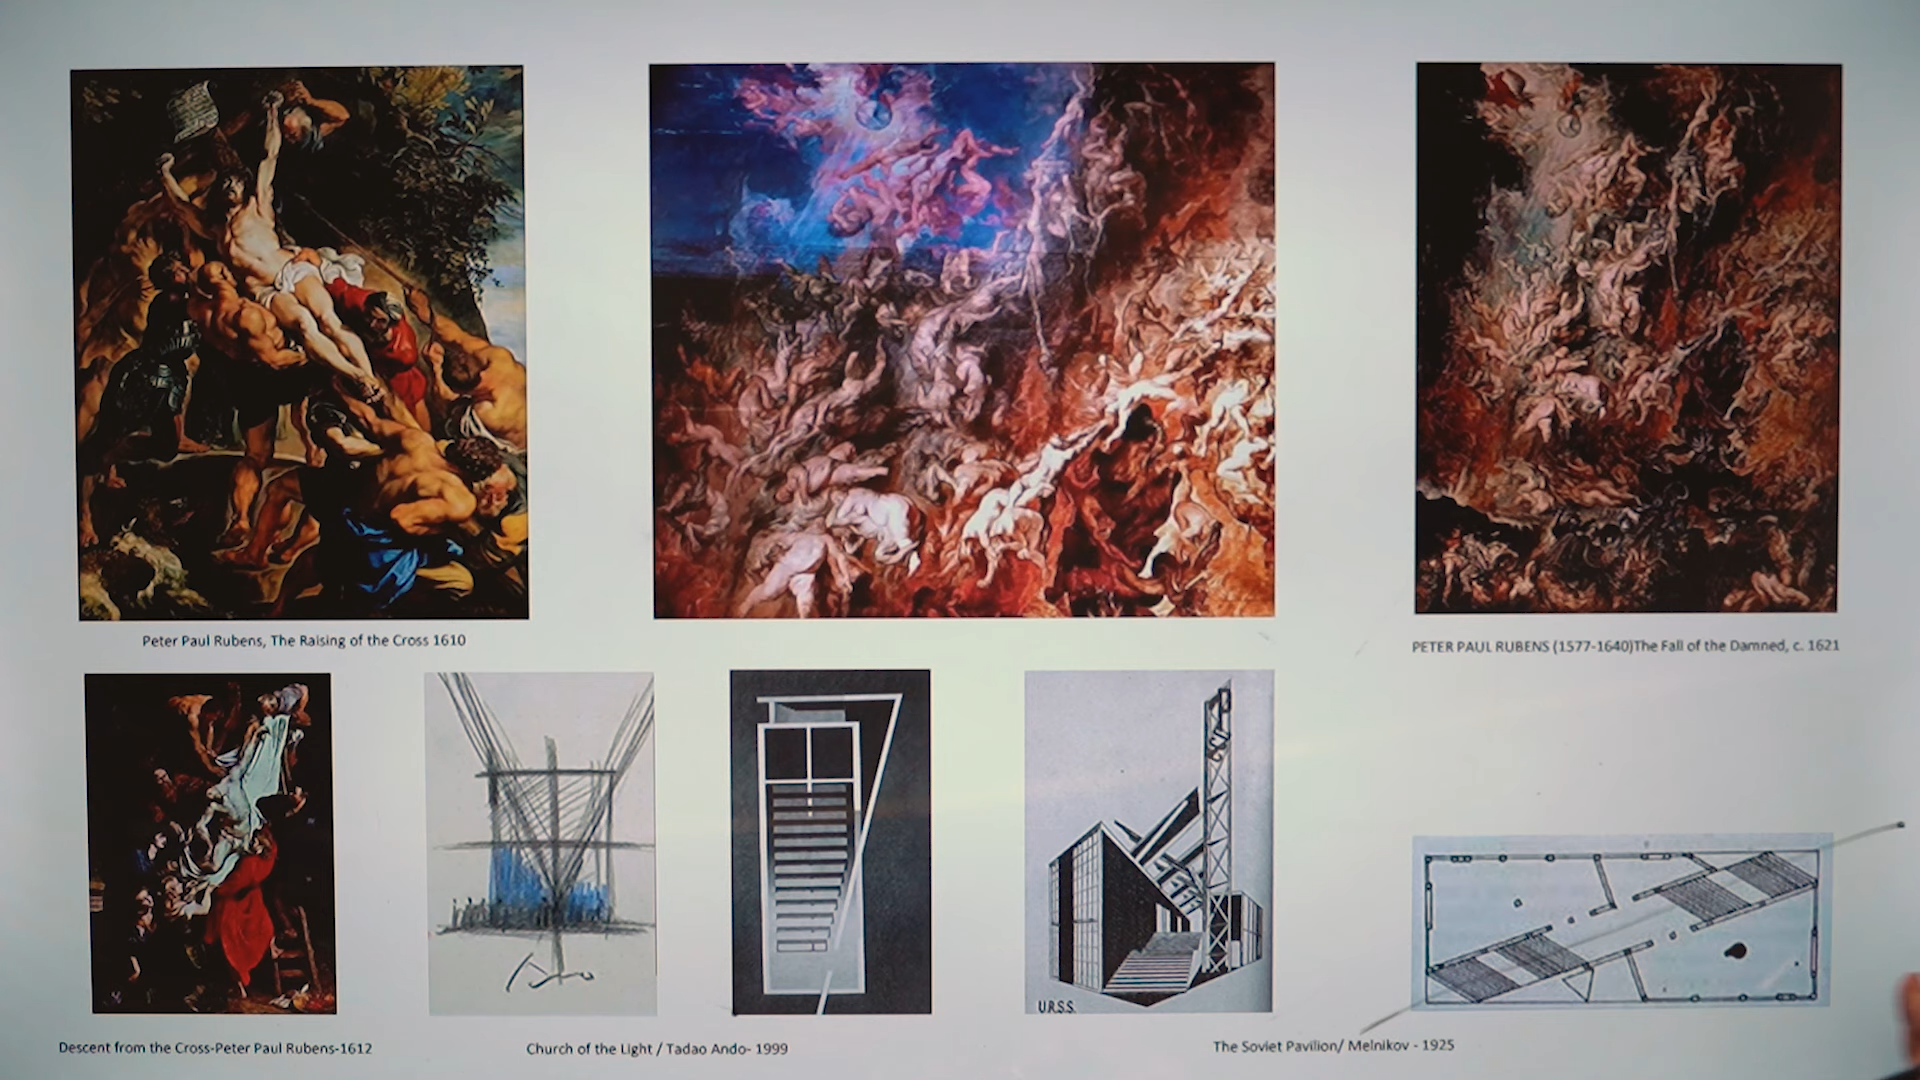 Peter Paul Rubens, The Raising of the Cross 1610
PETER PAUL RUBENS (1577-1640)The Fall of the Damned, c. 1621
U.R.S.S.
Descent from the Cross-Peter Paul Rubens-1612
Church of the Light / Tadao Ando- 1999
The Soviet Pavilion/ Melnikov - 1925